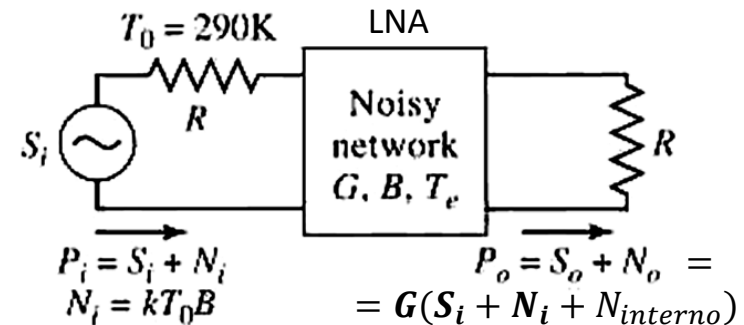 T₀ = 290K
LNA
R
Sᵢ
Noisy
network
G, B, Tₑ
R
Pᵢ = Sᵢ + Nᵢ
Nᵢ = kT₀B
Pₒ = Sₒ + Nₒ =
= G(Sᵢ + Nᵢ + N_interno)